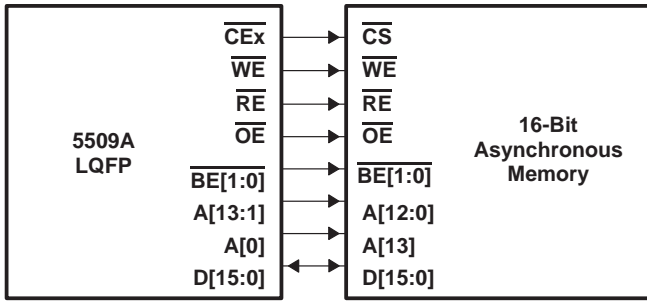 5509A
LQFP
CEx
WE
RE
OE
BE[1:0]
A[13:1]
A[0]
D[15:0]
CS
WE
RE
OE
BE[1:0]
A[12:0]
A[13]
D[15:0]
16-Bit
Asynchronous
Memory